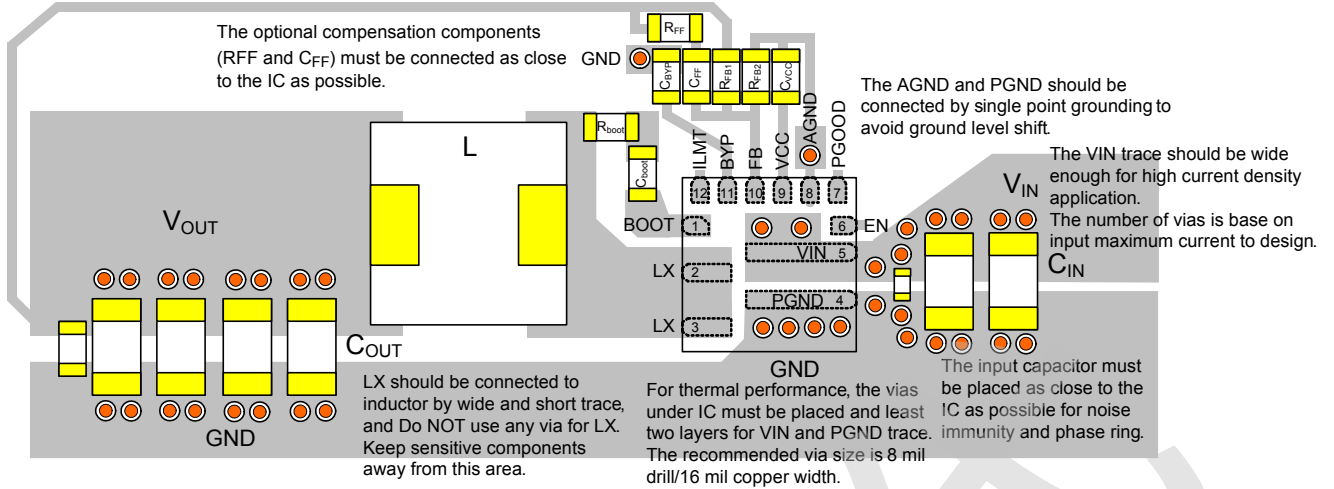 The optional compensation components
(RFF and CFF) must be connected as close
to the IC as possible.
RFF
GND
CBYP
CFF
RFB1
RFB2
CVCC
AGND
The AGND and PGND should be
connected by single point grounding to
avoid ground level shift.
The VIN trace should be wide
enough for high current density
application.
The number of vias is base on
input maximum current to design.
Rboot
Cboot
L
ILMT
BYP
FB
VCC
PGOOD
12
11
10
9
8
7
BOOT
1
6
EN
VIN
5
LX
2
PGND
4
LX
3
GND
VIN
CIN
VOUT
COUT
GND
LX should be connected to
inductor by wide and short trace,
and Do NOT use any via for LX.
Keep sensitive components
away from this area.
For thermal performance, the vias
under IC must be placed and least
two layers for VIN and PGND trace.
The recommended via size is 8 mil
drill/16 mil copper width.
The input capacitor must
be placed as close to the
IC as possible for noise
immunity and phase ring.